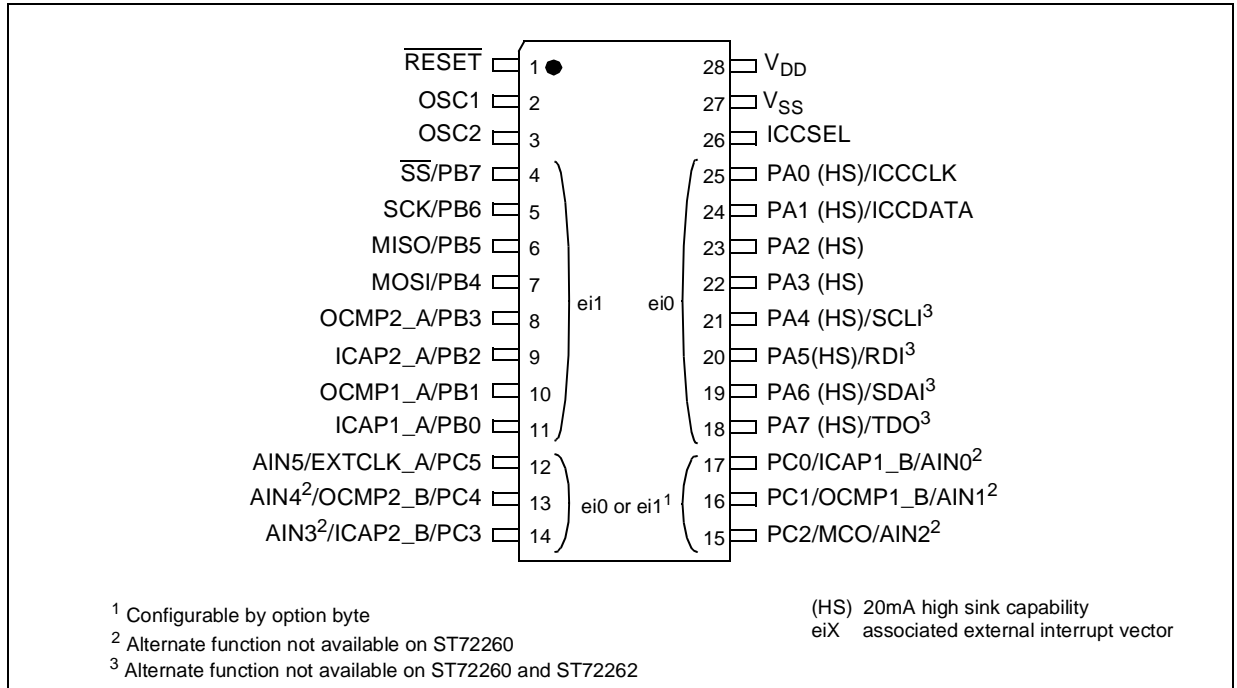 RESET 1 28 VDD
OSC1 2 27 VSS
OSC2 3 26 ICCSEL
SS/PB7 4 25 PA0 (HS)/ICCCLK
SCK/PB6 5 24 PA1 (HS)/ICCDATA
MISO/PB5 6 23 PA2 (HS)
MOSI/PB4 7 22 PA3 (HS)
ei1 ei0
OCMP2_A/PB3 8 21 PA4 (HS)/SCLI3
ICAP2_A/PB2 9 20 PA5(HS)/RDI3
OCMP1_A/PB1 10 19 PA6 (HS)/SDAI3
ICAP1_A/PB0 11 18 PA7 (HS)/TDO3
AIN5/EXTCLK_A/PC5 12 17 PC0/ICAP1_B/AIN02
AIN42/OCMP2_B/PC4 13 ei0 or ei11 16 PC1/OCMP1_B/AIN12
AIN32/ICAP2_B/PC3 14 15 PC2/MCO/AIN22
1 Configurable by option byte
2 Alternate function not available on ST72260
3 Alternate function not available on ST72260 and ST72262
(HS) 20mA high sink capability
eiX associated external interrupt vector